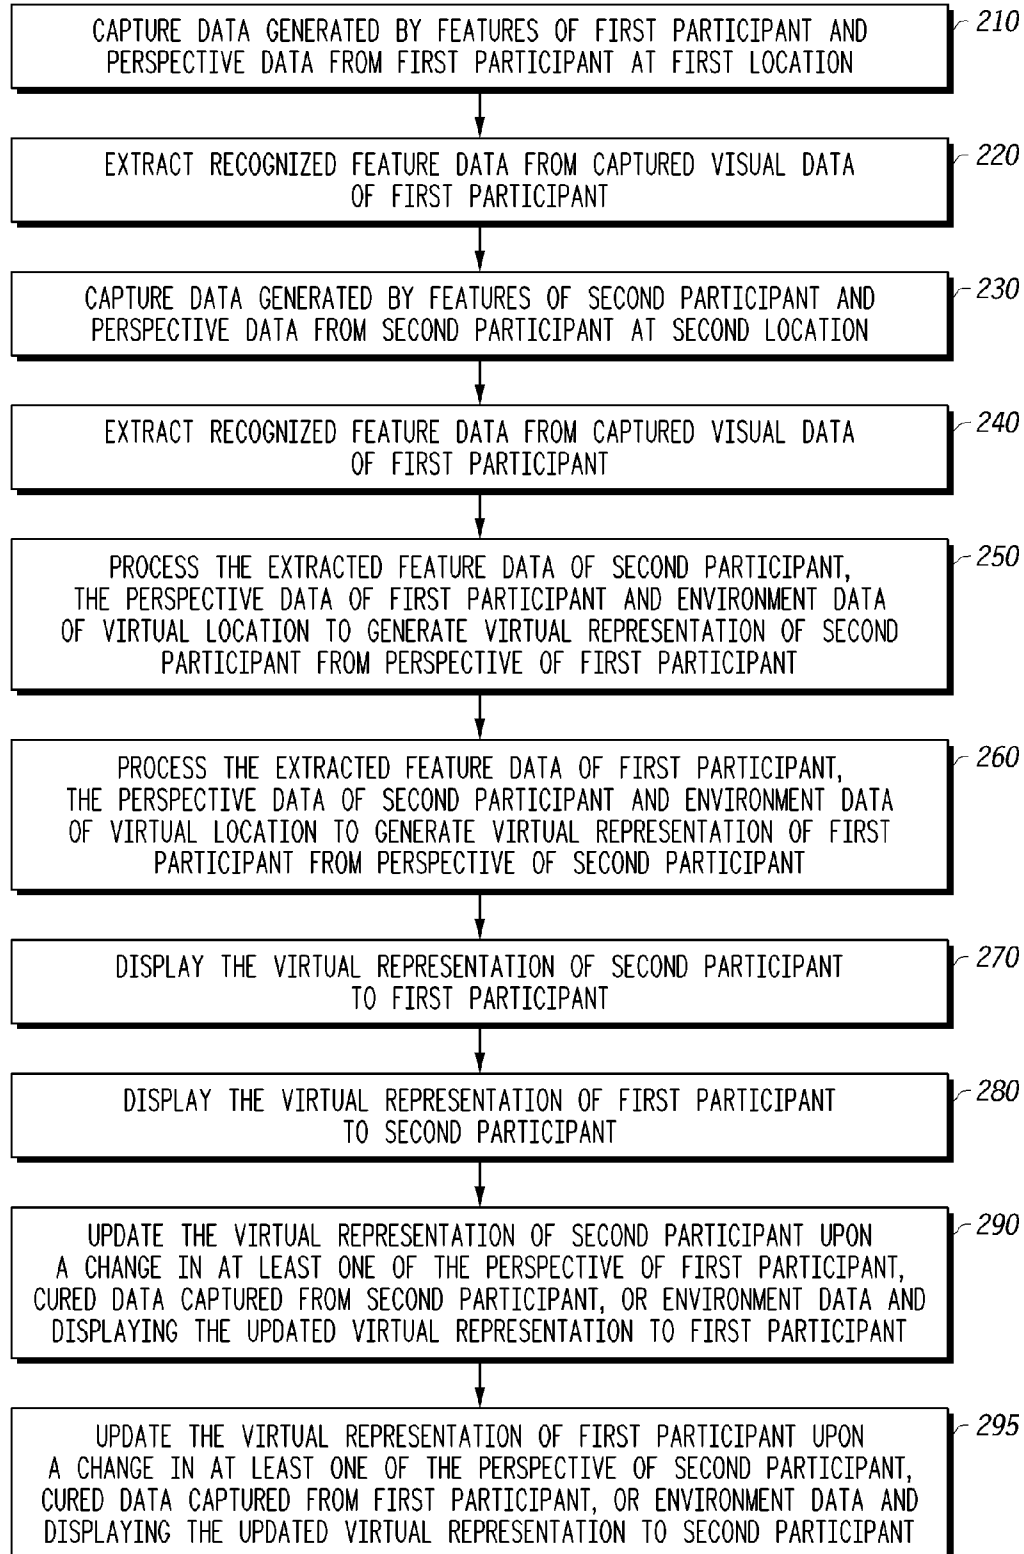 CAPTURE DATA GENERATED BY FEATURES OF FIRST PARTICIPANT AND
PERSPECTIVE DATA FROM FIRST PARTICIPANT AT FIRST LOCATION
210
EXTRACT RECOGNIZED FEATURE DATA FROM CAPTURED VISUAL DATA
OF FIRST PARTICIPANT
220
CAPTURE DATA GENERATED BY FEATURES OF SECOND PARTICIPANT AND
PERSPECTIVE DATA FROM SECOND PARTICIPANT AT SECOND LOCATION
230
EXTRACT RECOGNIZED FEATURE DATA FROM CAPTURED VISUAL DATA
OF FIRST PARTICIPANT
240
PROCESS THE EXTRACTED FEATURE DATA OF SECOND PARTICIPANT,
THE PERSPECTIVE DATA OF FIRST PARTICIPANT AND ENVIRONMENT DATA
OF VIRTUAL LOCATION TO GENERATE VIRTUAL REPRESENTATION OF SECOND
PARTICIPANT FROM PERSPECTIVE OF FIRST PARTICIPANT
250
PROCESS THE EXTRACTED FEATURE DATA OF FIRST PARTICIPANT,
THE PERSPECTIVE DATA OF SECOND PARTICIPANT AND ENVIRONMENT DATA
OF VIRTUAL LOCATION TO GENERATE VIRTUAL REPRESENTATION OF FIRST
PARTICIPANT FROM PERSPECTIVE OF SECOND PARTICIPANT
260
DISPLAY THE VIRTUAL REPRESENTATION OF SECOND PARTICIPANT
TO FIRST PARTICIPANT
270
DISPLAY THE VIRTUAL REPRESENTATION OF FIRST PARTICIPANT
TO SECOND PARTICIPANT
280
UPDATE THE VIRTUAL REPRESENTATION OF SECOND PARTICIPANT UPON
A CHANGE IN AT LEAST ONE OF THE PERSPECTIVE OF FIRST PARTICIPANT,
CURED DATA CAPTURED FROM SECOND PARTICIPANT, OR ENVIRONMENT DATA AND
DISPLAYING THE UPDATED VIRTUAL REPRESENTATION TO FIRST PARTICIPANT
290
UPDATE THE VIRTUAL REPRESENTATION OF FIRST PARTICIPANT UPON
A CHANGE IN AT LEAST ONE OF THE PERSPECTIVE OF SECOND PARTICIPANT,
CURED DATA CAPTURED FROM FIRST PARTICIPANT, OR ENVIRONMENT DATA AND
DISPLAYING THE UPDATED VIRTUAL REPRESENTATION TO SECOND PARTICIPANT
295